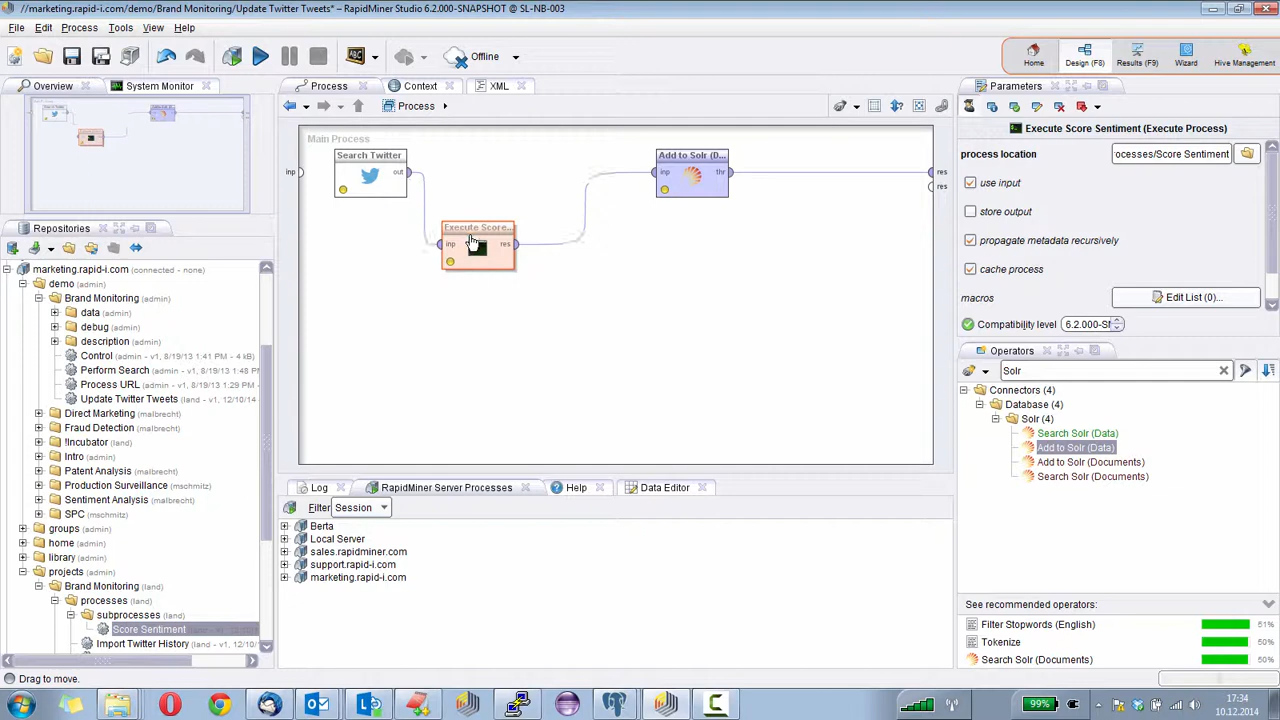 //marketing.rapid-i.com/demo/Brand Monitoring/Update Twitter Tweets* – RapidMiner Studio 6.2.000-SNAPSHOT @ SL-NB-003
File Edit Process Tools View Help
Offline
Home Design (F8) Results (F9) Wizard Hive Management
Overview System Monitor
Process Context XML
Process
Main Process
inp
Search Twitter
out
Execute Score...
inp res
Add to Solr (D...
inp thr
res
res
Parameters
Execute Score Sentiment (Execute Process)
process location ocesses/Score Sentiment
use input
store output
propagate metadata recursively
cache process
macros Edit List (0)...
Compatibility level
Repositories
marketing.rapid-i.com (connected - none)
demo (admin)
Brand Monitoring (admin)
data (admin)
debug (admin)
description (admin)
Control (admin - v1, 8/19/13 1:41 PM - 4 kB)
Perform Search (admin - v1, 8/19/13 1:48 P
Process URL (admin - v1, 8/19/13 1:29 PM
Update Twitter Tweets (land - v1, 12/10/14
Direct Marketing (malbrecht)
Fraud Detection (malbrecht)
!Incubator (land)
Intro (land)
Patent Analysis (malbrecht)
Production Surveillance (mschmitz)
Sentiment Analysis (malbrecht)
SPC (mschmitz)
groups (land)
home (land)
library (land)
projects (land)
Brand Monitoring (land)
processes (land)
subprocesses (land)
Score Sentiment
Import Twitter History (land - v1, 12/10/
Log RapidMiner Server Processes Help Data Editor
Filter Session
Berta
Local Server
sales.rapidminer.com
support.rapid-i.com
marketing.rapid-i.com
Operators
Solr
Connectors (4)
Database (4)
Solr (4)
Search Solr (Data)
Add to Solr (Data)
Add to Solr (Documents)
Search Solr (Documents)
See recommended operators:
Filter Stopwords (English) 51%
Tokenize 50%
Search Solr (Documents) 50%
Drag to move.
99%
17:34
10.12.2014